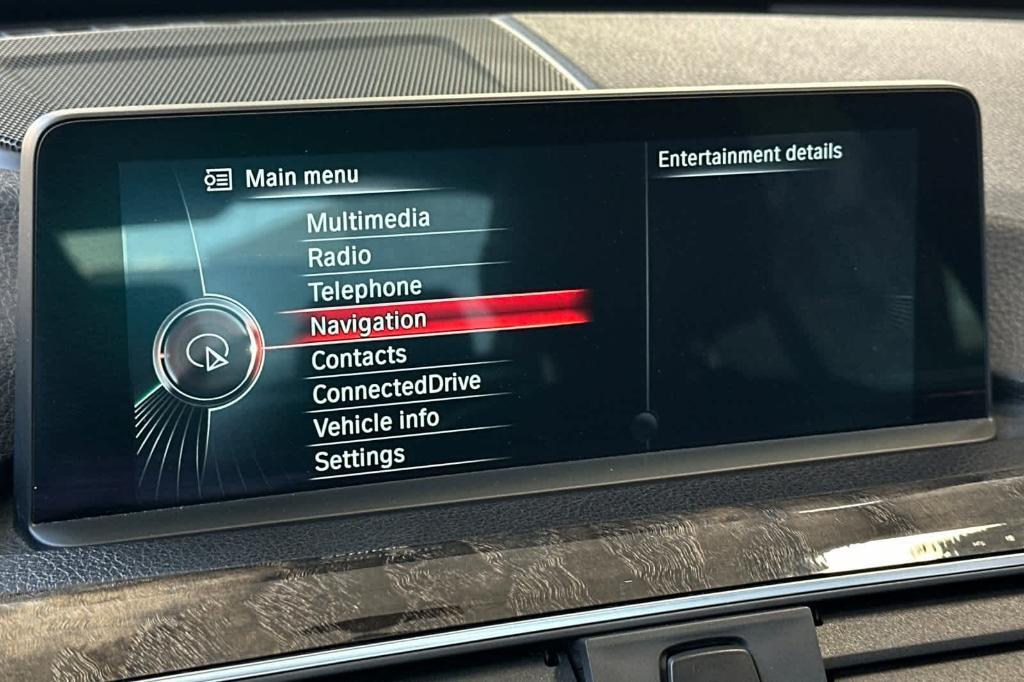 Main menu
Multimedia
Radio
Telephone
Navigation
Contacts
ConnectedDrive
Vehicle info
Settings
Entertainment details